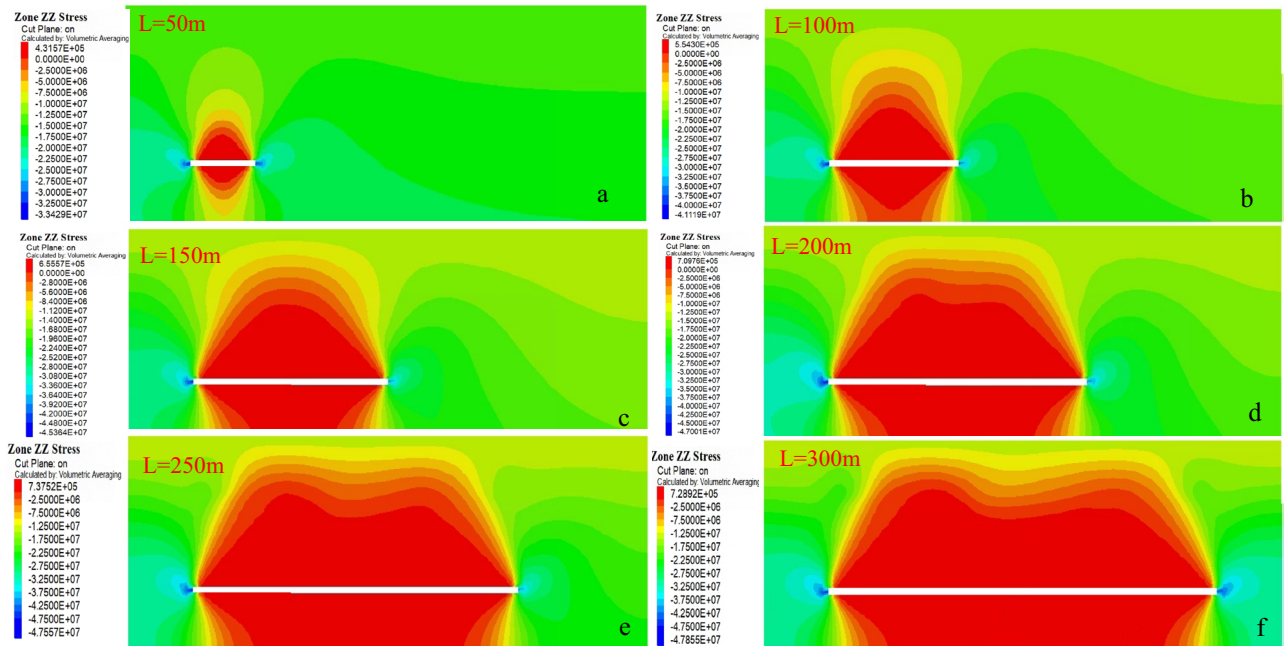 Zone ZZ Stress
Cut Plane: on
Calculated by: Volumetric Averaging
4.3157E+05
0.0000E+00
-2.5000E+06
-5.0000E+06
-7.5000E+06
-1.0000E+07
-1.2500E+07
-1.5000E+07
-1.7500E+07
-2.0000E+07
-2.2500E+07
-2.5000E+07
-2.7500E+07
-3.0000E+07
-3.2500E+07
-3.3429E+07
L=50m
a
Zone ZZ Stress
Cut Plane: on
Calculated by: Volumetric Averaging
5.5430E+05
0.0000E+00
-2.5000E+06
-5.0000E+06
-7.5000E+06
-1.0000E+07
-1.2500E+07
-1.5000E+07
-1.7500E+07
-2.0000E+07
-2.2500E+07
-2.5000E+07
-2.7500E+07
-3.0000E+07
-3.2500E+07
-3.5000E+07
-3.7500E+07
-4.0000E+07
-4.1119E+07
L=100m
b
Zone ZZ Stress
Cut Plane: on
Calculated by: Volumetric Averaging
6.5557E+05
0.0000E+00
-2.8000E+06
-5.6000E+06
-8.4000E+06
-1.1200E+07
-1.4000E+07
-1.6800E+07
-1.9600E+07
-2.2400E+07
-2.5200E+07
-2.8000E+07
-3.0800E+07
-3.3600E+07
-3.6400E+07
-3.9200E+07
-4.2000E+07
-4.4800E+07
-4.5364E+07
L=150m
c
Zone ZZ Stress
Cut Plane: on
Calculated by: Volumetric Averaging
7.0976E+05
0.0000E+00
-2.5000E+06
-5.0000E+06
-7.5000E+06
-1.0000E+07
-1.2500E+07
-1.5000E+07
-1.7500E+07
-2.0000E+07
-2.2500E+07
-2.5000E+07
-2.7500E+07
-3.0000E+07
-3.2500E+07
-3.5000E+07
-3.7500E+07
-4.0000E+07
-4.2500E+07
-4.5000E+07
-4.7001E+07
L=200m
d
Zone ZZ Stress
Cut Plane: on
Calculated by: Volumetric Averaging
7.3752E+05
-2.5000E+06
-7.5000E+06
-1.2500E+07
-1.7500E+07
-2.2500E+07
-2.7500E+07
-3.2500E+07
-3.7500E+07
-4.2500E+07
-4.7500E+07
-4.7557E+07
L=250m
e
Zone ZZ Stress
Cut Plane: on
Calculated by: Volumetric Averaging
7.2892E+05
-2.5000E+06
-7.5000E+06
-1.2500E+07
-1.7500E+07
-2.2500E+07
-2.7500E+07
-3.2500E+07
-3.7500E+07
-4.2500E+07
-4.7500E+07
-4.7855E+07
L=300m
f